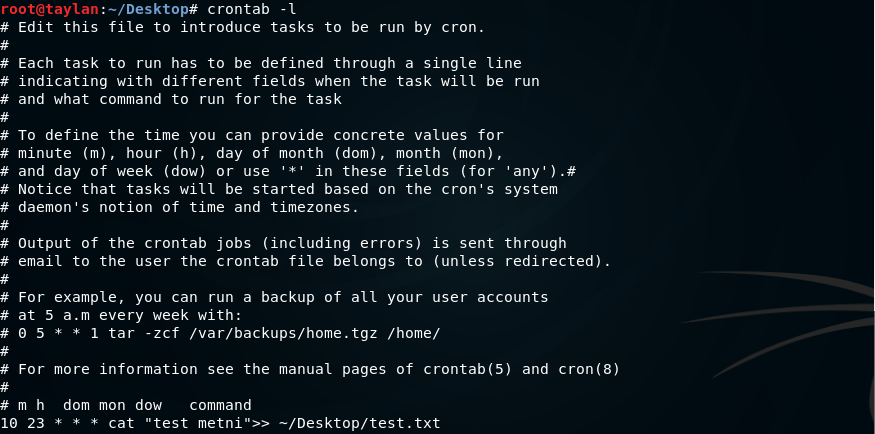 root@taylan:~/Desktop# crontab -l
# Edit this file to introduce tasks to be run by cron.
#
# Each task to run has to be defined through a single line
# indicating with different fields when the task will be run
# and what command to run for the task
#
# To define the time you can provide concrete values for
# minute (m), hour (h), day of month (dom), month (mon),
# and day of week (dow) or use '*' in these fields (for 'any').#
# Notice that tasks will be started based on the cron's system
# daemon's notion of time and timezones.
#
# Output of the crontab jobs (including errors) is sent through
# email to the user the crontab file belongs to (unless redirected).
#
# For example, you can run a backup of all your user accounts
# at 5 a.m every week with:
# 0 5 * * 1 tar -zcf /var/backups/home.tgz /home/
#
# For more information see the manual pages of crontab(5) and cron(8)
#
# m h  dom mon dow   command
10 23 * * * cat "test metni">> ~/Desktop/test.txt